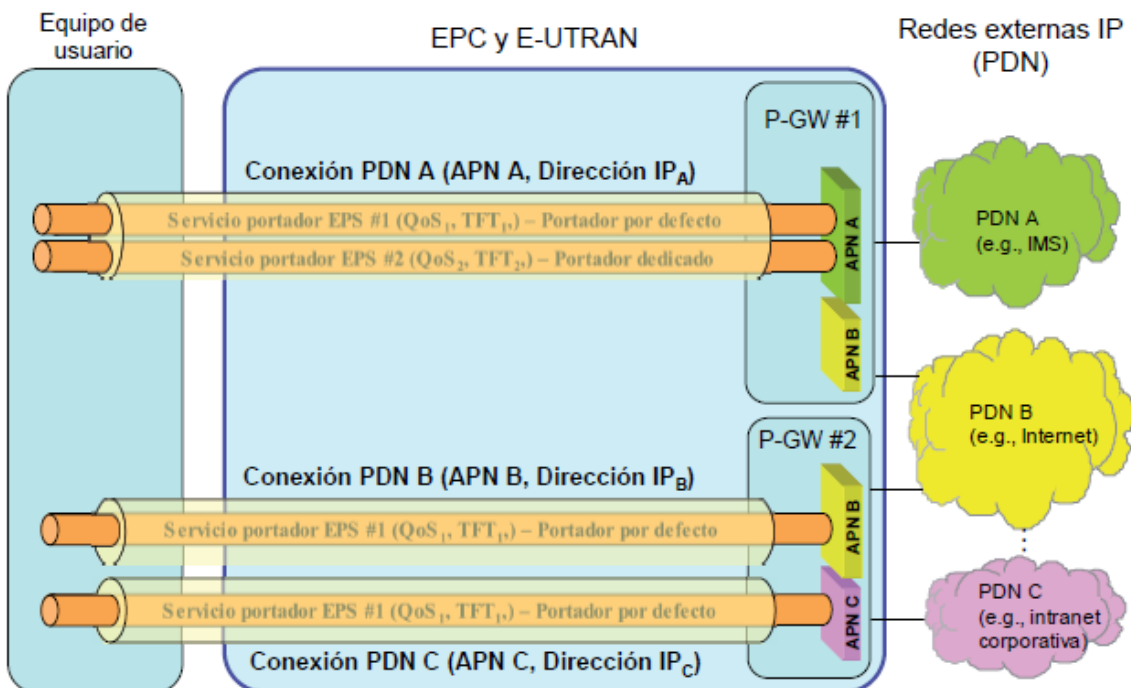 Equipo de
usuario
EPC y E-UTRAN
Redes externas IP
(PDN)
P-GW #1
Conexión PDN A (APN A, Dirección IPA)
Servicio portador EPS #1 (QoS1, TFT1,) – Portador por defecto
Servicio portador EPS #2 (QoS2, TFT2,) – Portador dedicado
APN A
PDN A
(e.g., IMS)
APN B
PDN B
(e.g., Internet)
P-GW #2
Conexión PDN B (APN B, Dirección IPB)
Servicio portador EPS #1 (QoS1, TFT1,) – Portador por defecto
APN B
Servicio portador EPS #1 (QoS1, TFT1,) – Portador por defecto
APN C
PDN C
(e.g., intranet
corporativa)
Conexión PDN C (APN C, Dirección IPC)